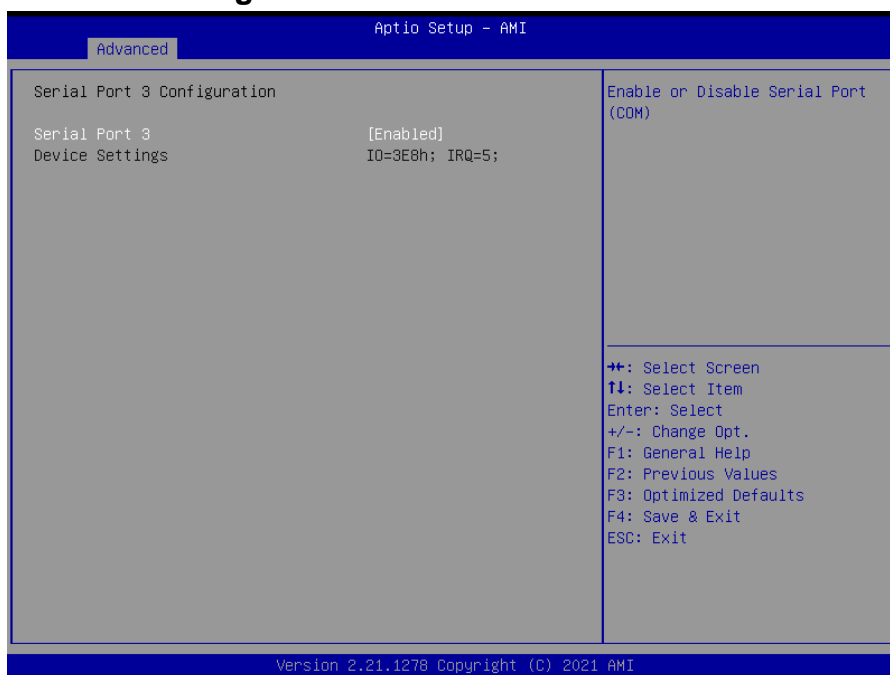 Aptio Setup - AMI
Advanced
Serial Port 3 Configuration
Serial Port 3 [Enabled]
Device Settings IO=3E8h; IRQ=5;
Enable or Disable Serial Port
(COM)
→←: Select Screen
↑↓: Select Item
Enter: Select
+/-: Change Opt.
F1: General Help
F2: Previous Values
F3: Optimized Defaults
F4: Save & Exit
ESC: Exit
Version 2.21.1278 Copyright (C) 2021 AMI